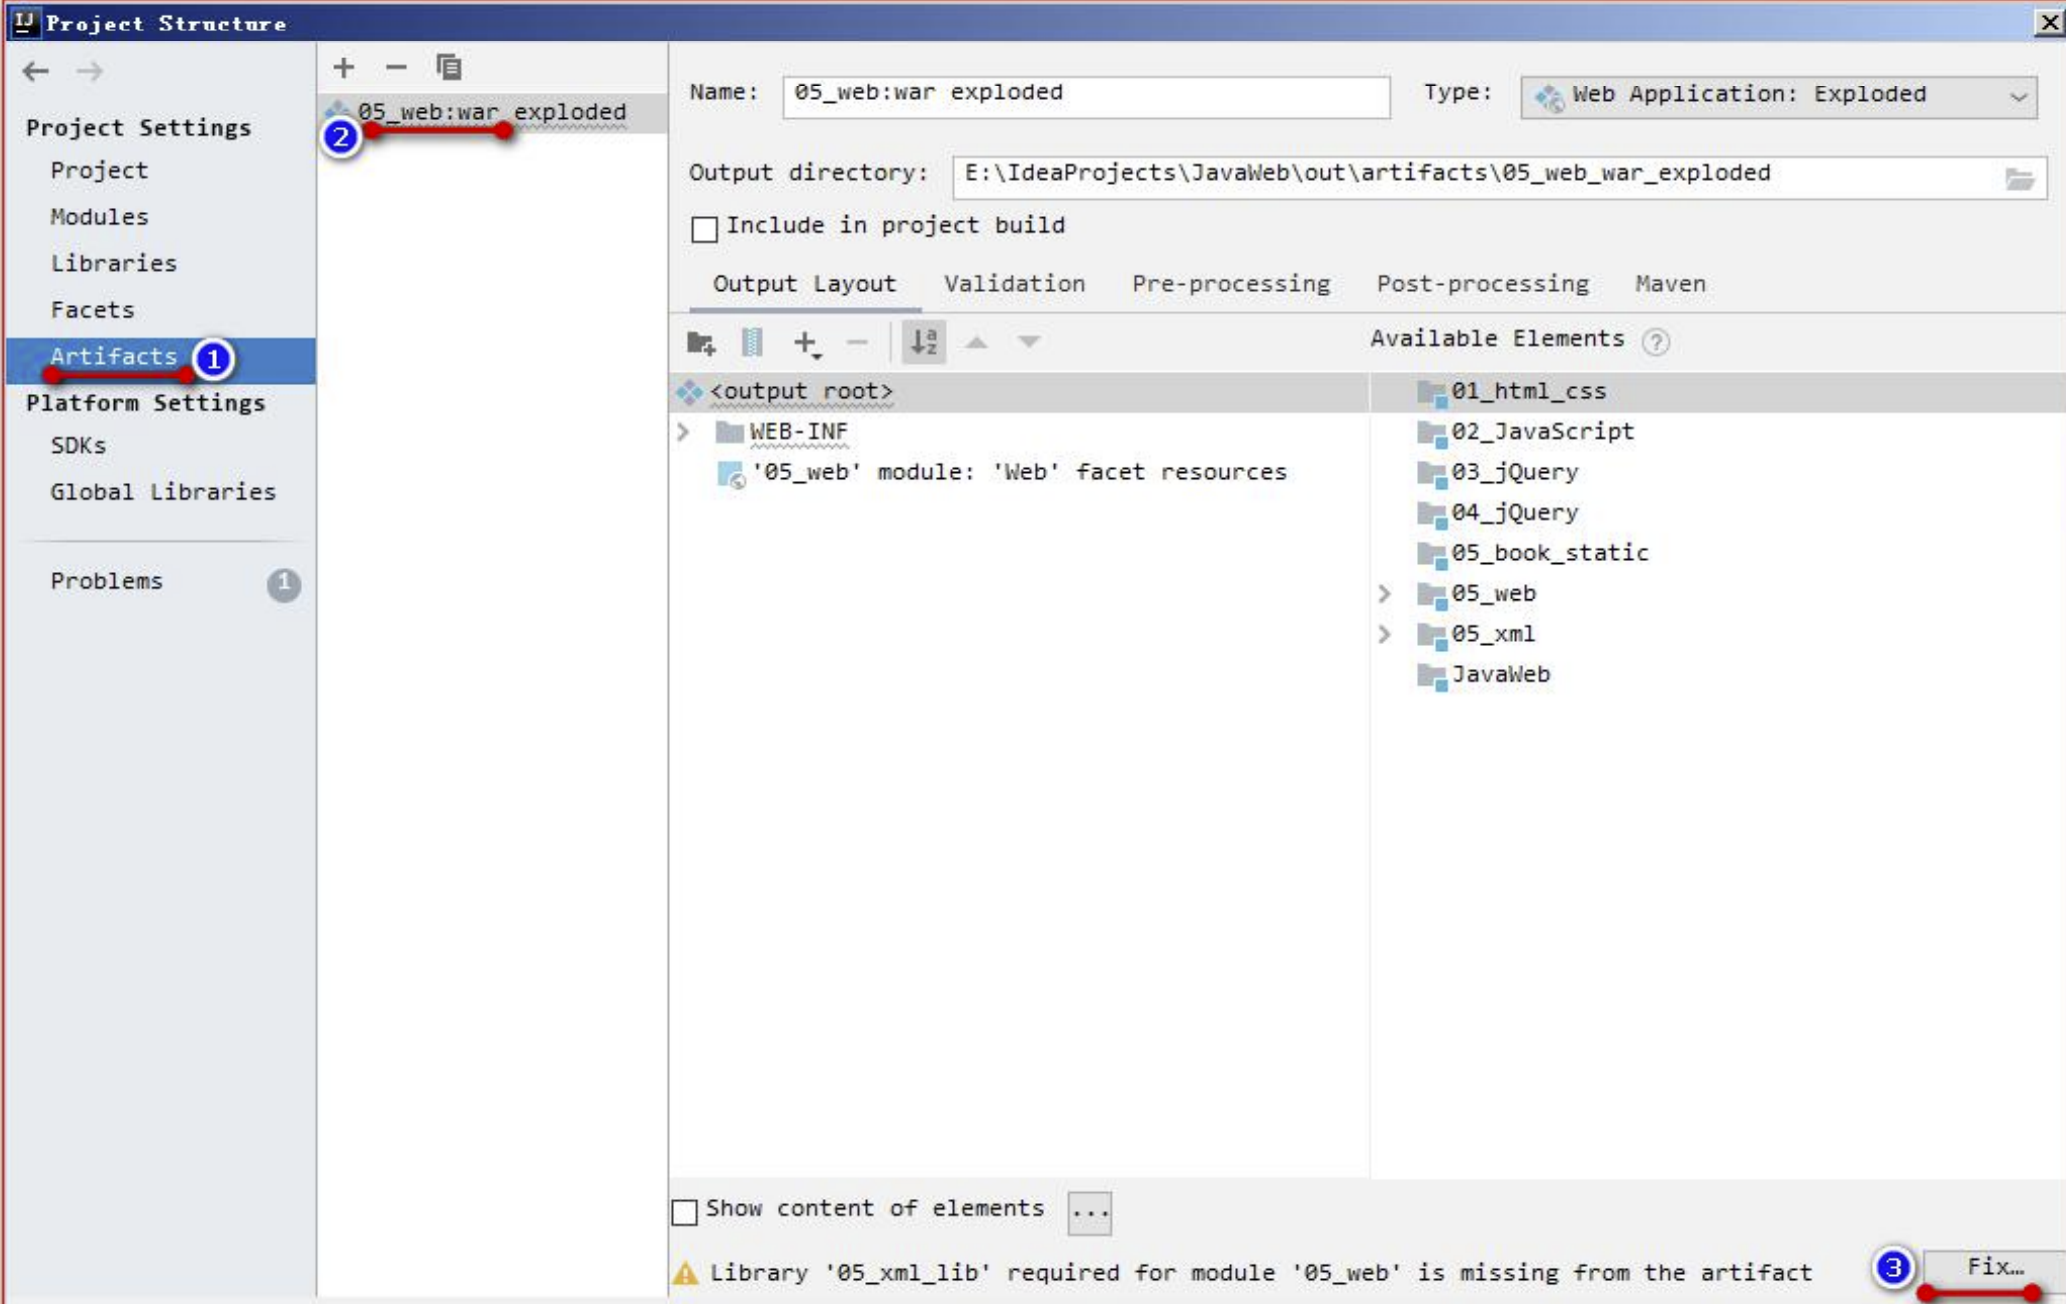 Project Structure
Project Settings
Project
Modules
Libraries
Facets
Artifacts 1
Platform Settings
SDKs
Global Libraries
Problems 1
05_web:war exploded
2
Name: 05_web:war exploded Type: Web Application: Exploded
Output directory: E:\IdeaProjects\JavaWeb\out\artifacts\05_web_war_exploded
Include in project build
Output Layout Validation Pre-processing Post-processing Maven
Available Elements ?
<output root>
WEB-INF
'05_web' module: 'Web' facet resources
01_html_css
02_JavaScript
03_jQuery
04_jQuery
05_book_static
05_web
05_xml
JavaWeb
Show content of elements ...
Library '05_xml_lib' required for module '05_web' is missing from the artifact 3 Fix...